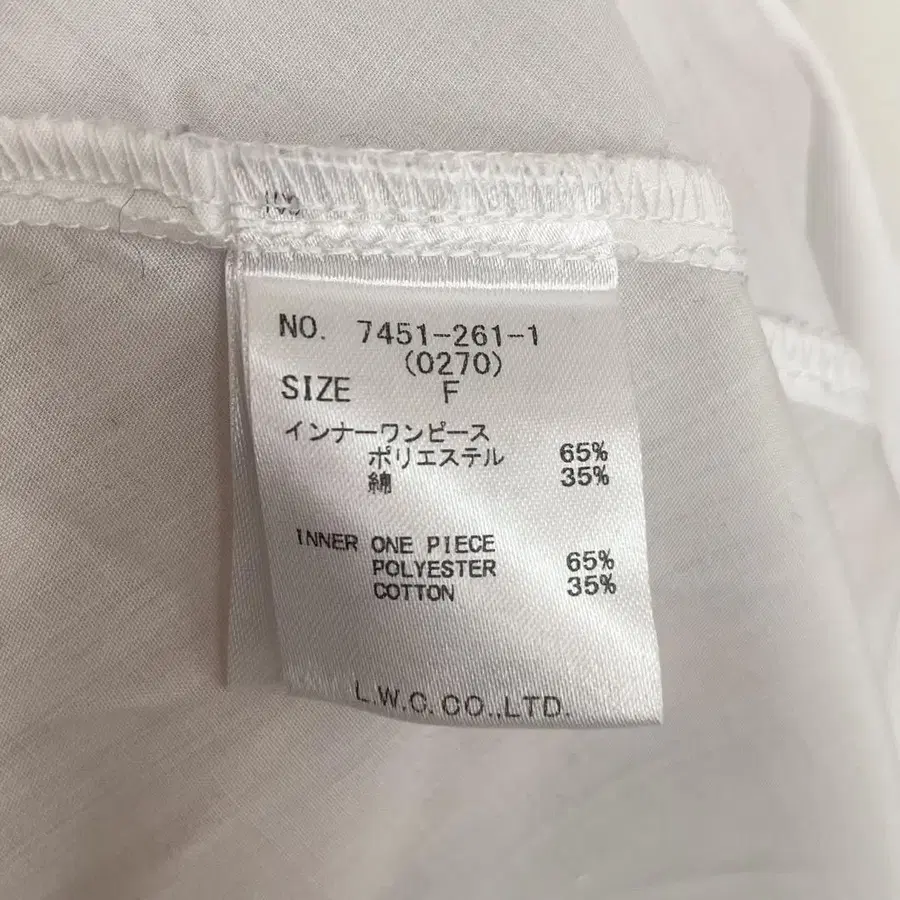 NO. 7451-261-1
(0270)
SIZE F
インナーワンピース
ポリエステル 65%
綿 35%
INNER ONE PIECE
POLYESTER 65%
COTTON 35%
L.W.C.CO.,LTD.